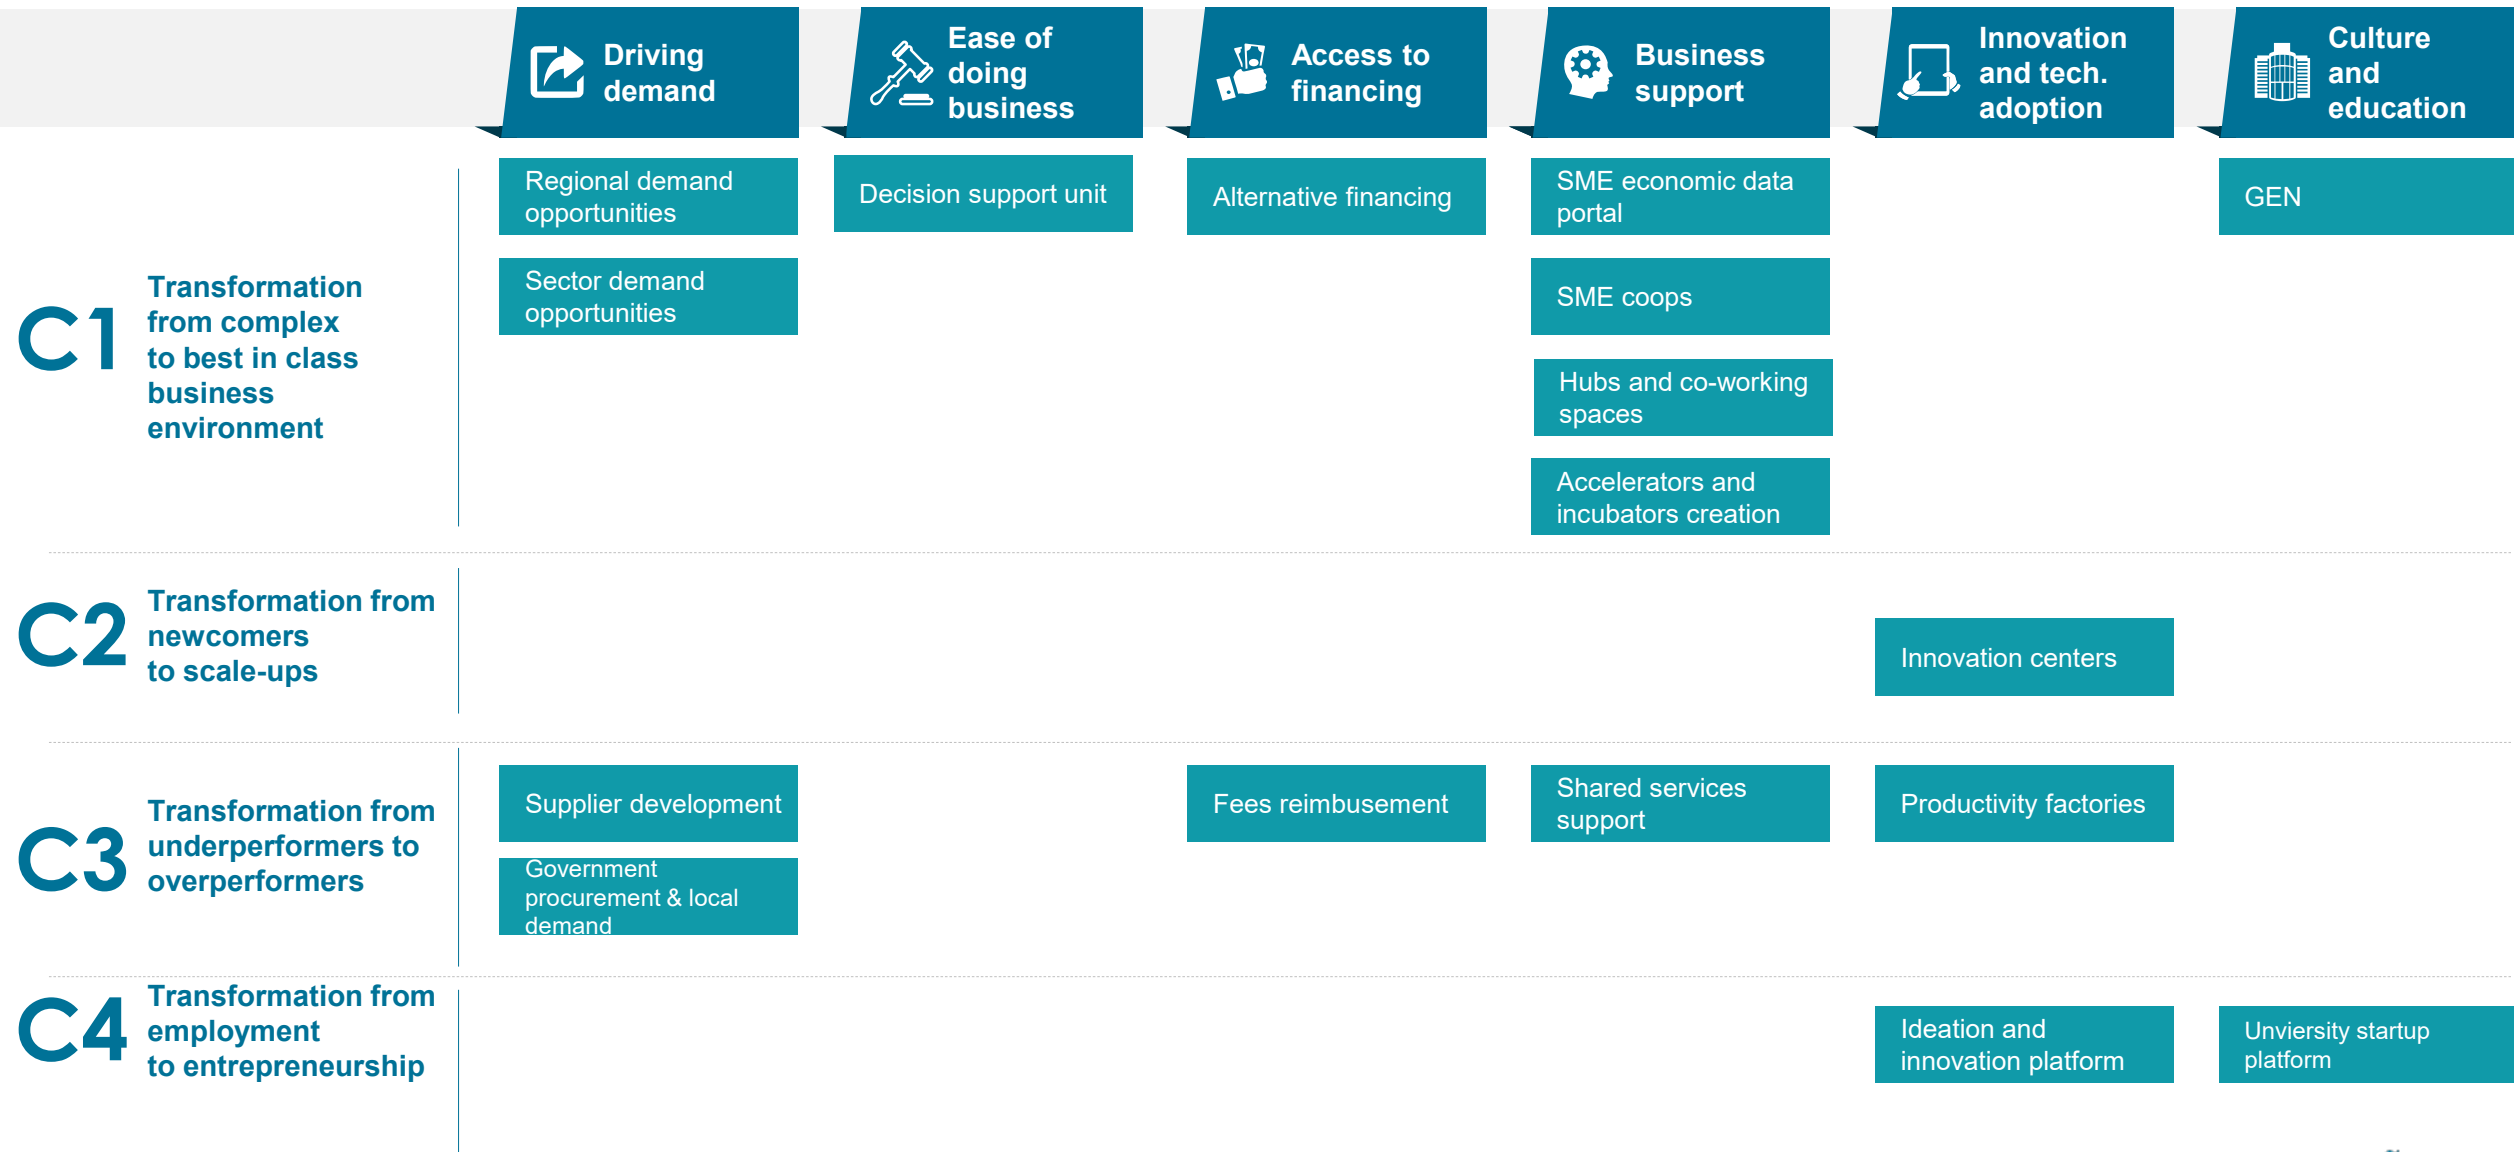 Driving
demand
Ease of
doing
business
Access to
financing
Business
support
Innovation
and tech.
adoption
Culture
and
education
C1
Transformation
from complex
to best in class
business
environment
Regional demand
opportunities
Sector demand
opportunities
Decision support unit
Alternative financing
SME economic data
portal
SME coops
Hubs and co-working
spaces
Accelerators and
incubators creation
GEN
C2
Transformation from
newcomers
to scale-ups
Innovation centers
C3
Transformation from
underperformers to
overperformers
Supplier development
Government
procurement & local
demand
Fees reimbusement
Shared services
support
Productivity factories
C4
Transformation from
employment
to entrepreneurship
Ideation and
innovation platform
Unviersity startup
platform